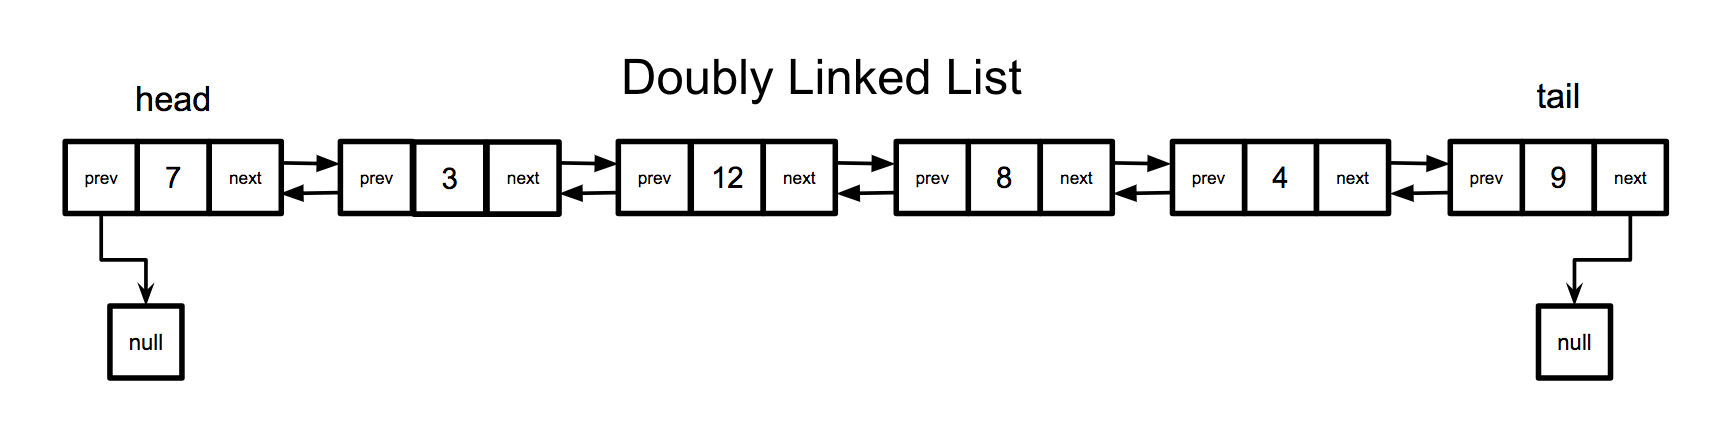 Doubly Linked List
head
tail
prev 7 next prev 3 next prev 12 next prev 8 next prev 4 next prev 9 next
null
null